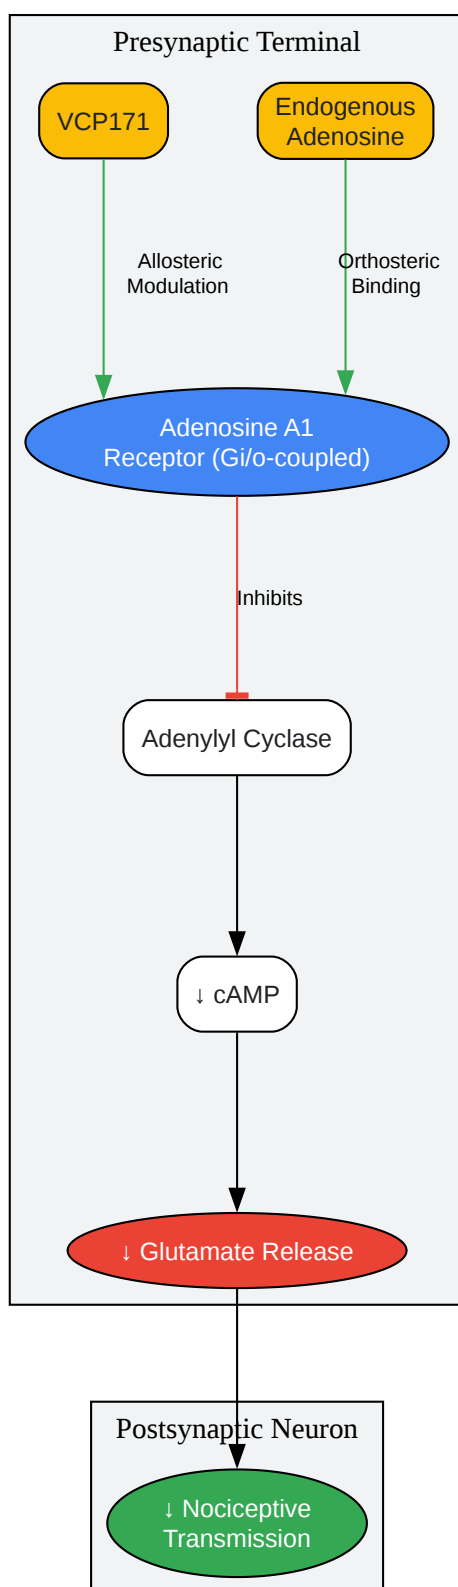 Presynaptic Terminal
VCP171
Endogenous
Adenosine
Allosteric
Modulation
Orthosteric
Binding
Adenosine A1
Receptor (Gi/o-coupled)
Inhibits
Adenylyl Cyclase
↓ cAMP
↓ Glutamate Release
Postsynaptic Neuron
↓ Nociceptive
Transmission